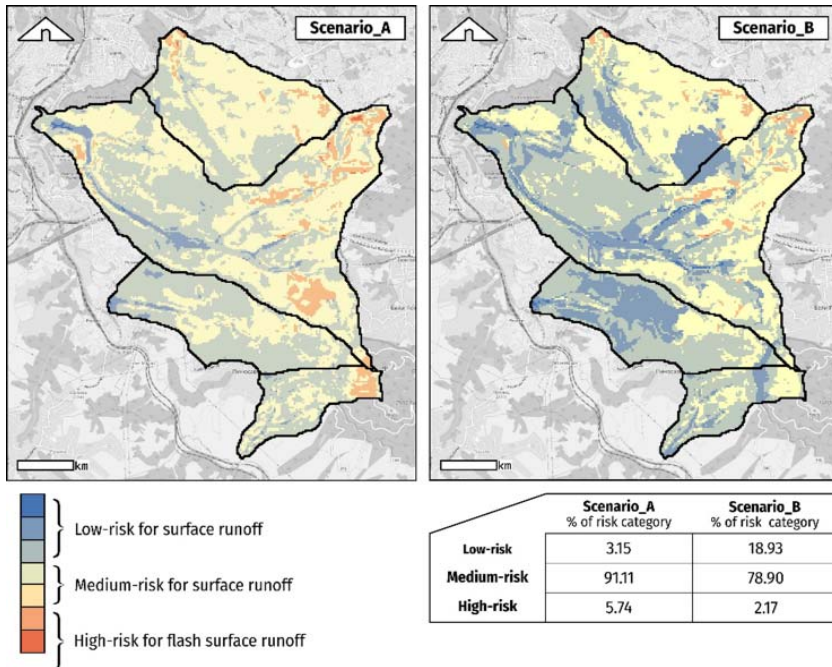 Scenario_A
Scenario_B
km
km
Low-risk for surface runoff
Medium-risk for surface runoff
High-risk for flash surface runoff
Scenario_A Scenario_B
% of risk category % of risk category
Low-risk 3.15 18.93
Medium-risk 91.11 78.90
High-risk 5.74 2.17